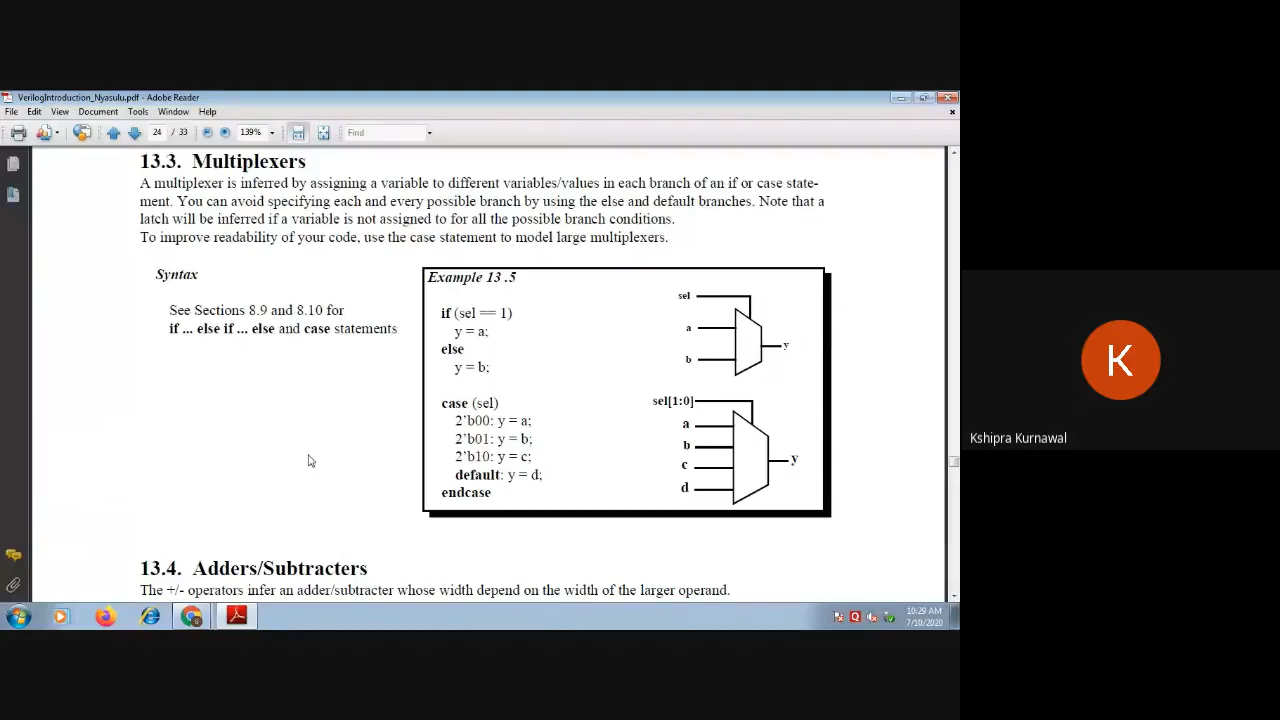 VerilogIntroduction_Nyasulu.pdf - Adobe Reader
File Edit View Document Tools Window Help
24 / 33 139% Find
13.3. Multiplexers
A multiplexer is inferred by assigning a variable to different variables/values in each branch of an if or case state-
ment. You can avoid specifying each and every possible branch by using the else and default branches. Note that a
latch will be inferred if a variable is not assigned to for all the possible branch conditions.
To improve readability of your code, use the case statement to model large multiplexers.
Syntax
See Sections 8.9 and 8.10 for
if ... else if ... else and case statements
Example 13 .5
if (sel == 1)
y = a;
else
y = b;
case (sel)
2’b00: y = a;
2’b01: y = b;
2’b10: y = c;
default: y = d;
endcase
sel
a
y
b
sel[1:0]
a
b
y
c
d
13.4. Adders/Subtracters
The +/- operators infer an adder/subtracter whose width depend on the width of the larger operand.
10:29 AM
7/10/2020
K
Kshipra Kurnawal